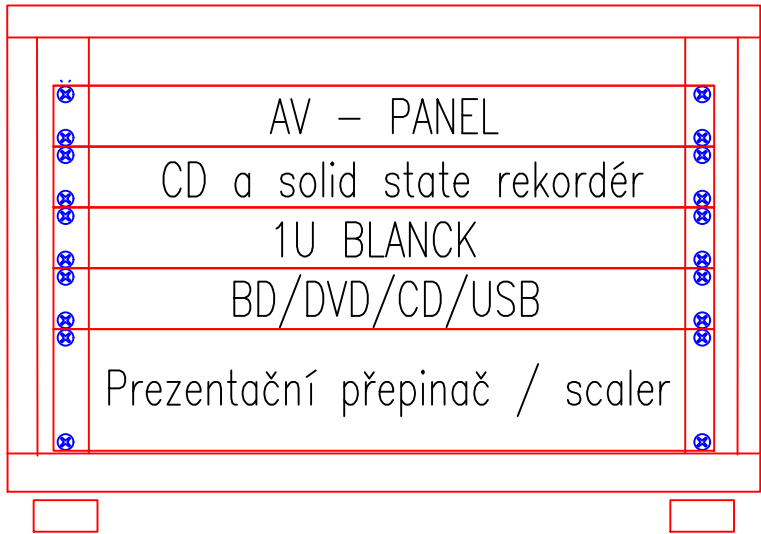 AV - PANEL
CD a solid state rekordér
1U BLANCK
BD/DVD/CD/USB
Prezentační přepinač / scaler